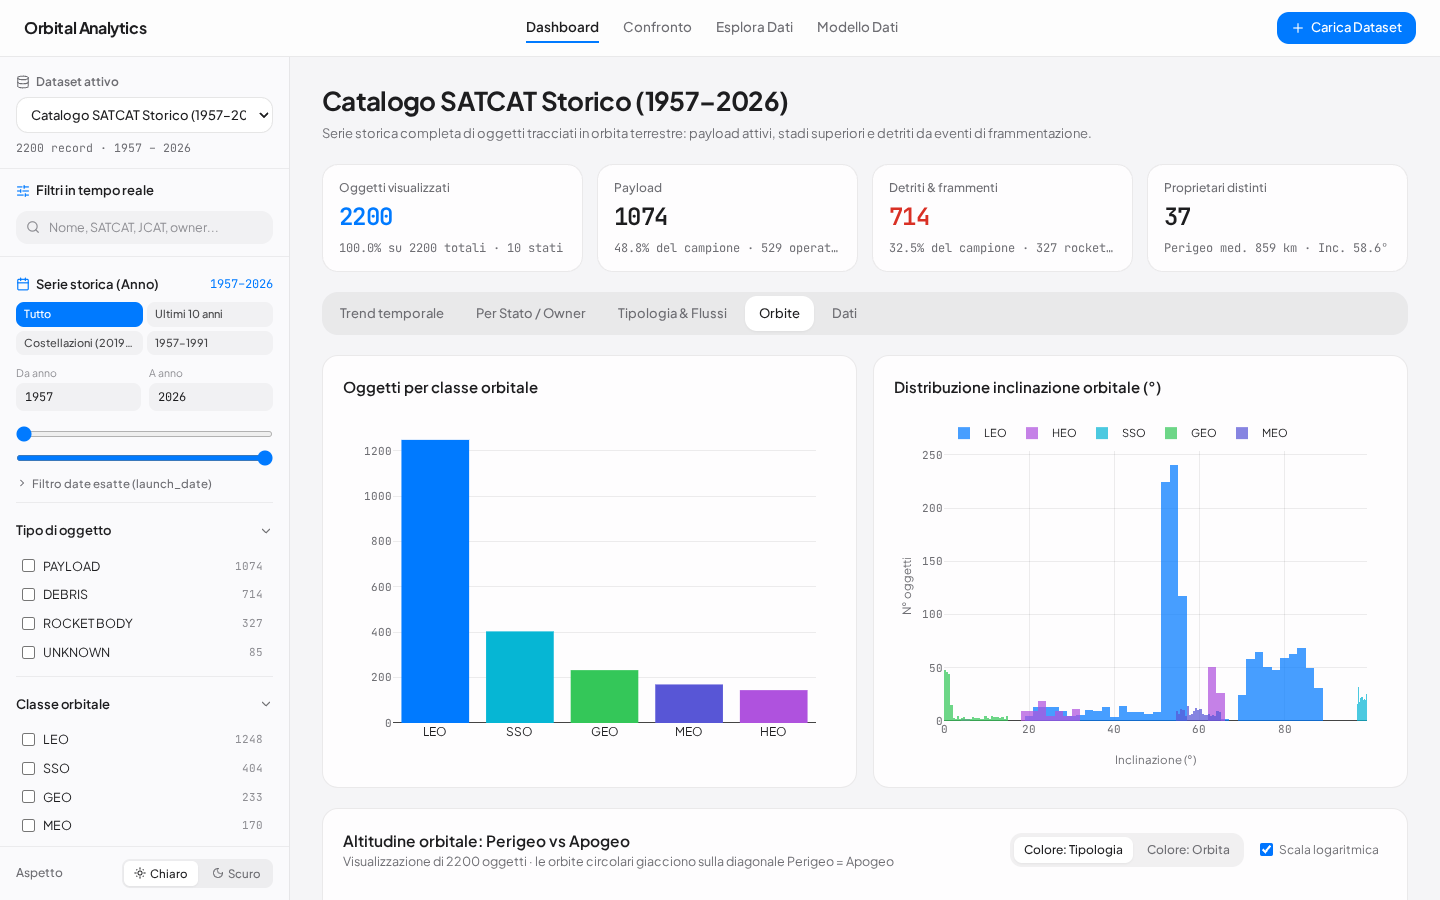 Orbital Analytics
Dashboard
Confronto
Esplora Dati
Modello Dati
Carica Dataset
Dataset attivo
Catalogo SATCAT Storico (1957–20
2200 record · 1957 – 2026
Filtri in tempo reale
Nome, SATCAT, JCAT, owner...
Serie storica (Anno)
1957–2026
Tutto
Ultimi 10 anni
Costellazioni (2019…
1957–1991
Da anno
A anno
1957
2026
Filtro date esatte (launch_date)
Tipo di oggetto
PAYLOAD 1074
DEBRIS 714
ROCKET BODY 327
UNKNOWN 85
Classe orbitale
LEO 1248
SSO 404
GEO 233
MEO 170
Aspetto
Chiaro
Scuro
Catalogo SATCAT Storico (1957–2026)
Serie storica completa di oggetti tracciati in orbita terrestre: payload attivi, stadi superiori e detriti da eventi di frammentazione.
Oggetti visualizzati
2200
100.0% su 2200 totali · 10 stati
Payload
1074
48.8% del campione · 529 operat…
Detriti & frammenti
714
32.5% del campione · 327 rocket…
Proprietari distinti
37
Perigeo med. 859 km · Inc. 58.6°
Trend temporale
Per Stato / Owner
Tipologia & Flussi
Orbite
Dati
Oggetti per classe orbitale
1200
1000
800
600
400
200
0
LEO SSO GEO MEO HEO
Distribuzione inclinazione orbitale (°)
LEO HEO SSO GEO MEO
N° oggetti
250
200
150
100
50
0
0 20 40 60 80
Inclinazione (°)
Altitudine orbitale: Perigeo vs Apogeo
Visualizzazione di 2200 oggetti · le orbite circolari giacciono sulla diagonale Perigeo = Apogeo
Colore: Tipologia
Colore: Orbita
Scala logaritmica